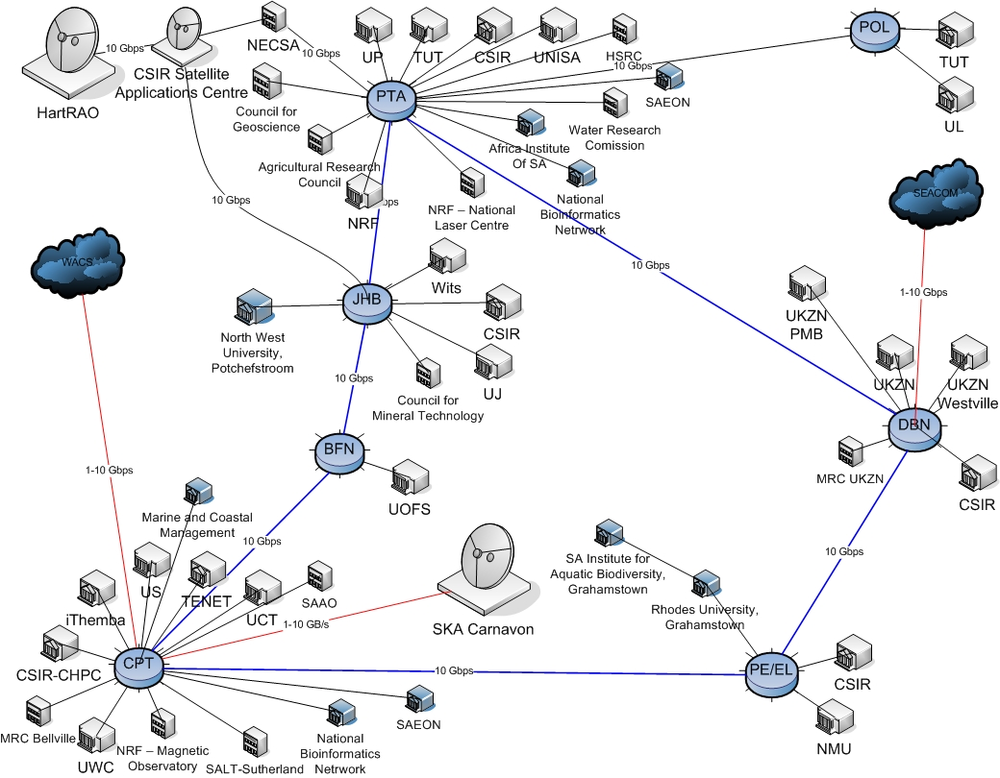 HartRAO
10 Gbps
CSIR Satellite
Applications Centre
NECSA
10 Gbps
UP
TUT
CSIR
UNISA
HSRC
10 Gbps
POL
TUT
UL
SAEON
PTA
Council for
Geoscience
Water Research
Comission
Africa Institute
Of SA
Agricultural Research
Council
NRF
bps
NRF – National
Laser Centre
National
Bioinformatics
Netrwork
10 Gbps
10 Gbps
SEACOM
1-10 Gbps
WACS
1-10 Gbps
JHB
Wits
CSIR
UJ
North West
University,
Potchefstroom
Council for
Mineral Technology
10 Gbps
BFN
UOFS
UKZN
PMB
UKZN
UKZN
Westville
DBN
MRC UKZN
CSIR
10 Gbps
Marine and Coastal
Management
10 Gbps
US
TENET
iThemba
UCT
SAAO
1-10 GB/s
SKA Carnavon
SA Institute for
Aquatic Biodiversity,
Grahamstown
Rhodes University,
Grahamstown
CSIR-CHPC
CPT
10 Gbps
PE/EL
CSIR
NMU
MRC Bellville
UWC
NRF – Magnetic
Observatory
SALT-Sutherland
National
Bioinformatics
Netrwork
SAEON